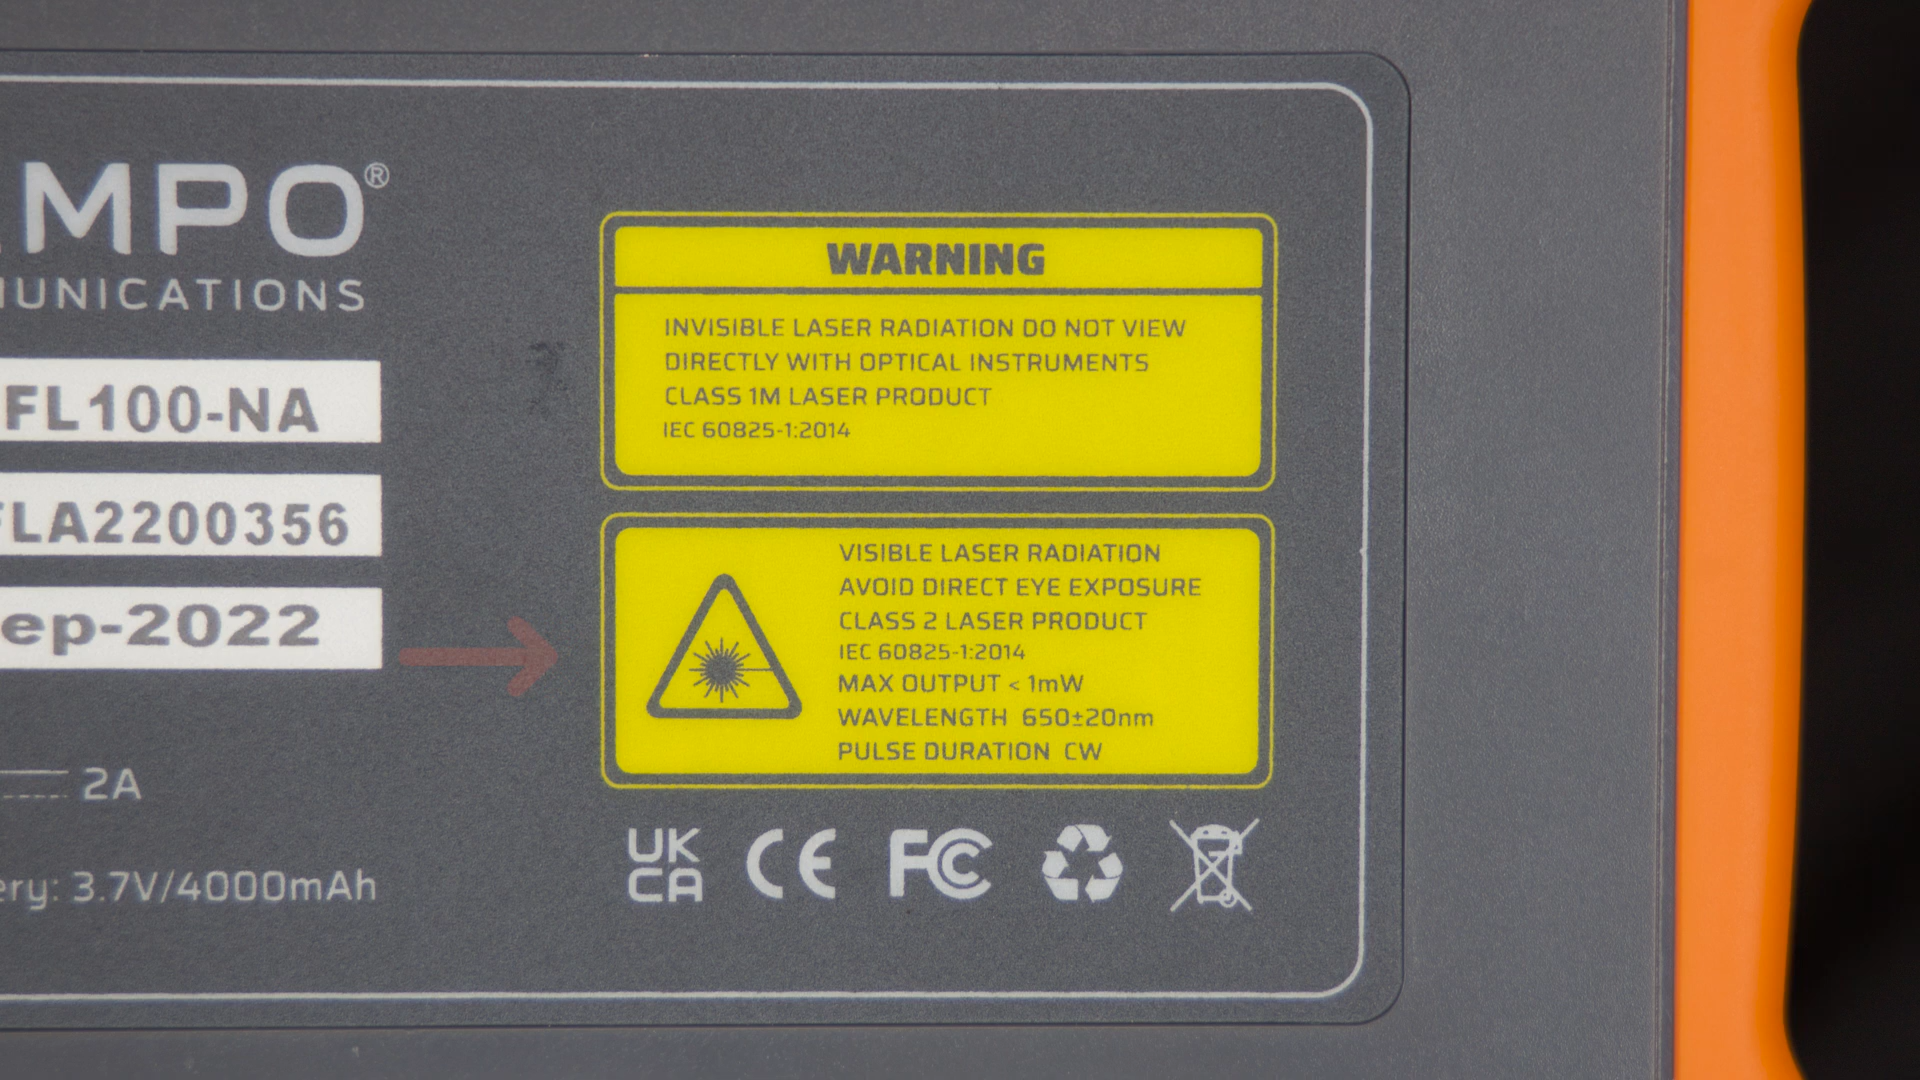 MPO®
UNICATIONS
FL100-NA
FLA2200356
ep-2022
2A
ery: 3.7V/4000mAh
WARNING
INVISIBLE LASER RADIATION DO NOT VIEW
DIRECTLY WITH OPTICAL INSTRUMENTS
CLASS 1M LASER PRODUCT
IEC 60825-1:2014
VISIBLE LASER RADIATION
AVOID DIRECT EYE EXPOSURE
CLASS 2 LASER PRODUCT
IEC 60825-1:2014
MAX OUTPUT < 1mW
WAVELENGTH 650±20nm
PULSE DURATION CW
UK
CA
CE
FC